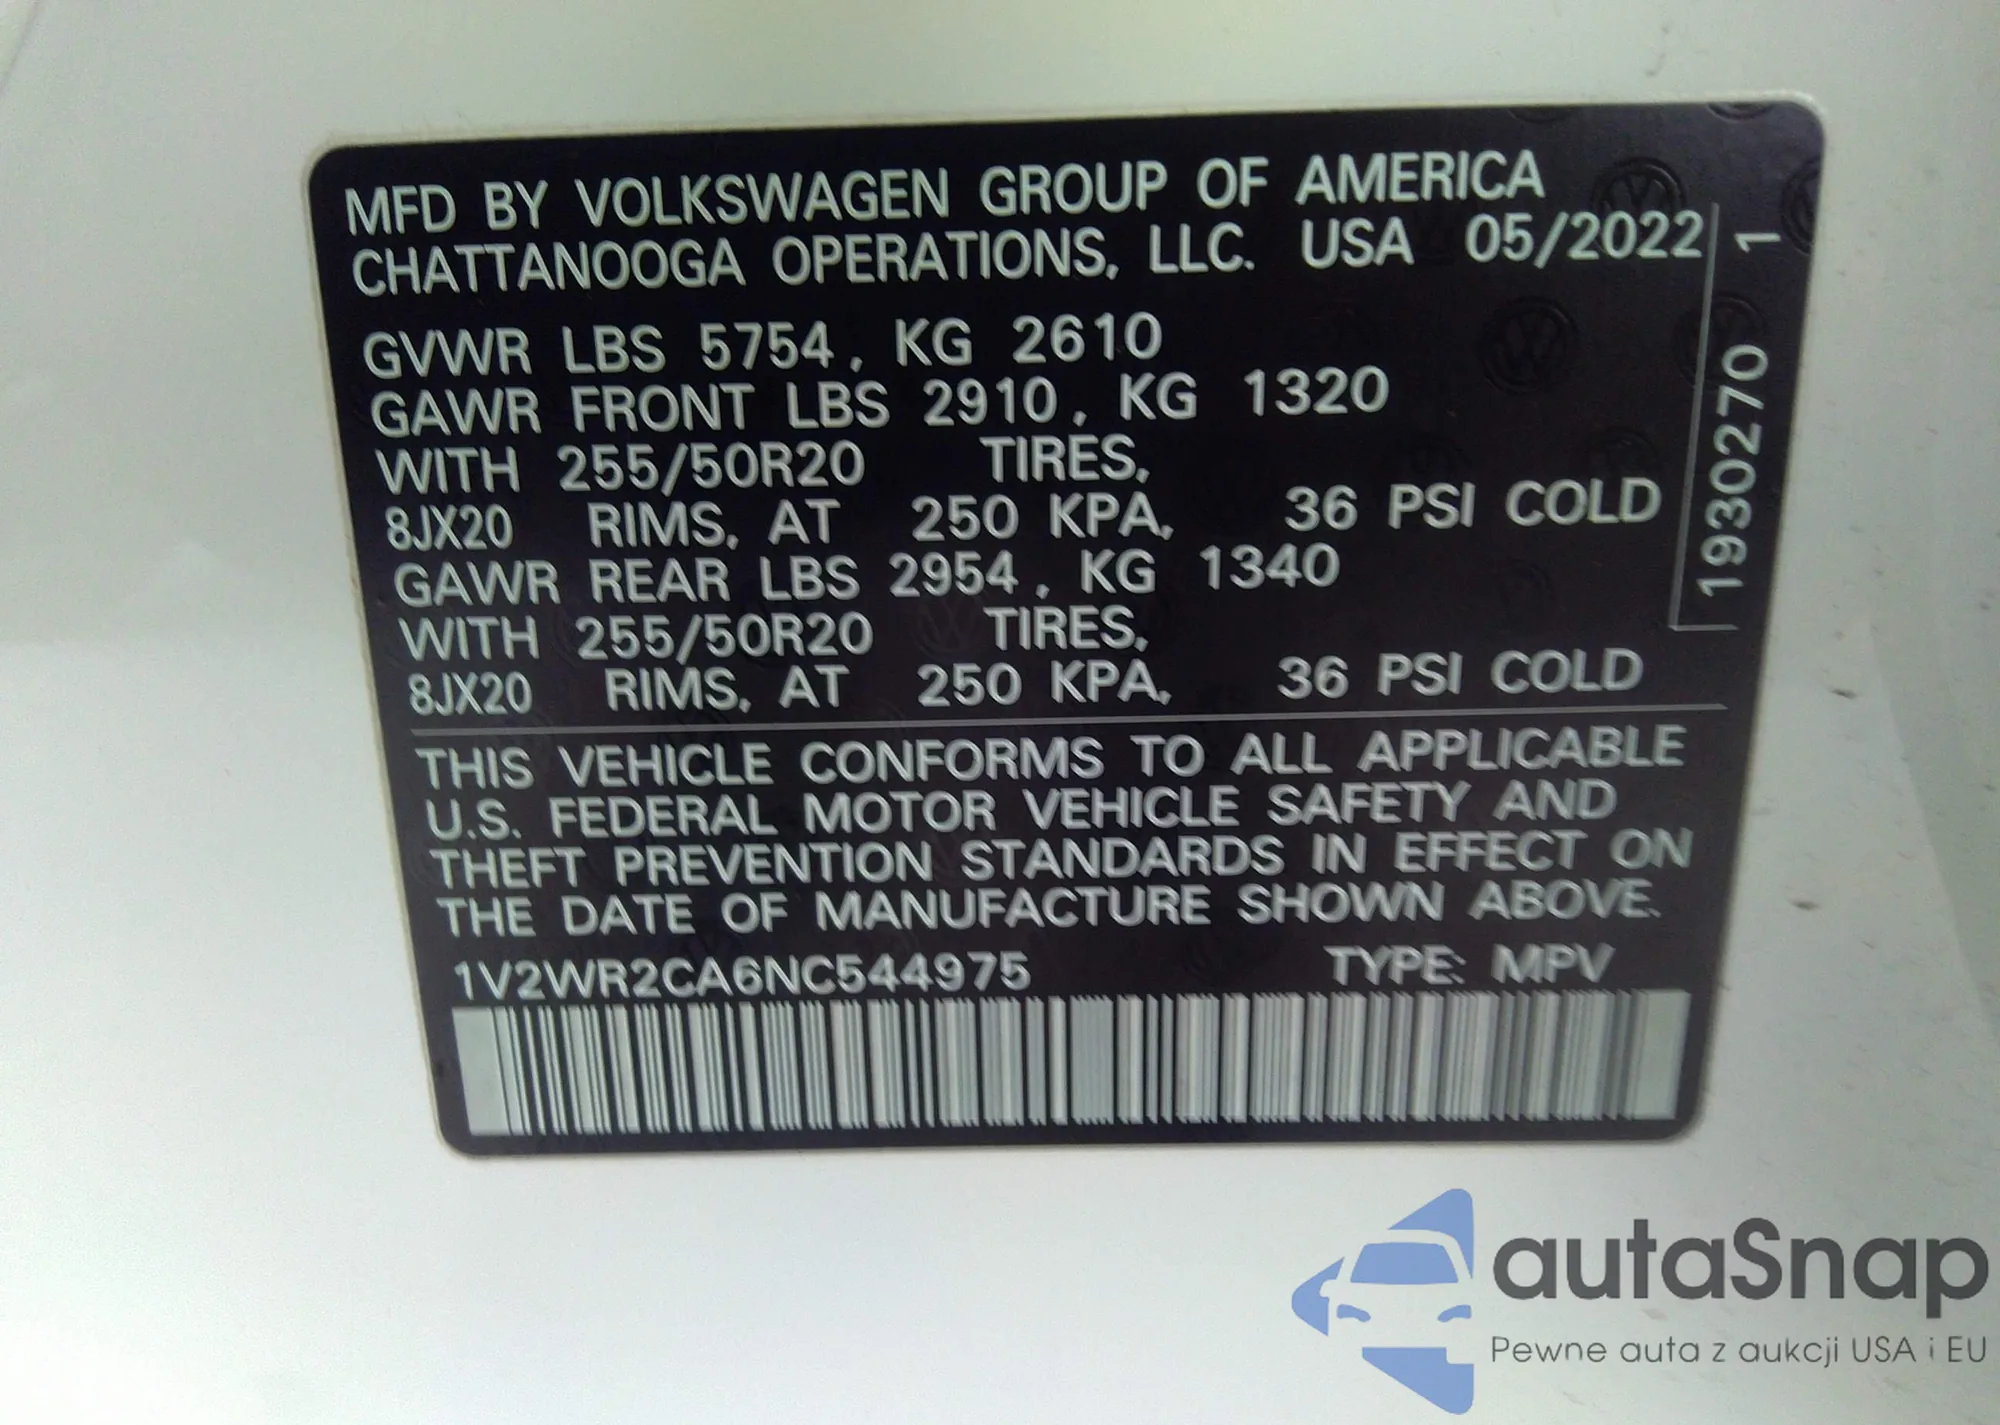 MFD BY VOLKSWAGEN GROUP OF AMERICA
CHATTANOOGA OPERATIONS, LLC. USA 05/2022
GVWR LBS 5754, KG 2610
GAWR FRONT LBS 2910, KG 1320
WITH 255/50R20 TIRES,
8JX20 RIMS, AT 250 KPA, 36 PSI COLD
GAWR REAR LBS 2954, KG 1340
WITH 255/50R20 TIRES,
8JX20 RIMS, AT 250 KPA, 36 PSI COLD
1930270 1
THIS VEHICLE CONFORMS TO ALL APPLICABLE
U.S. FEDERAL MOTOR VEHICLE SAFETY AND
THEFT PREVENTION STANDARDS IN EFFECT ON
THE DATE OF MANUFACTURE SHOWN ABOVE.
1V2WR2CA6NC544975 TYPE: MPV
autaSnap
Pewne auta z aukcji USA i EU